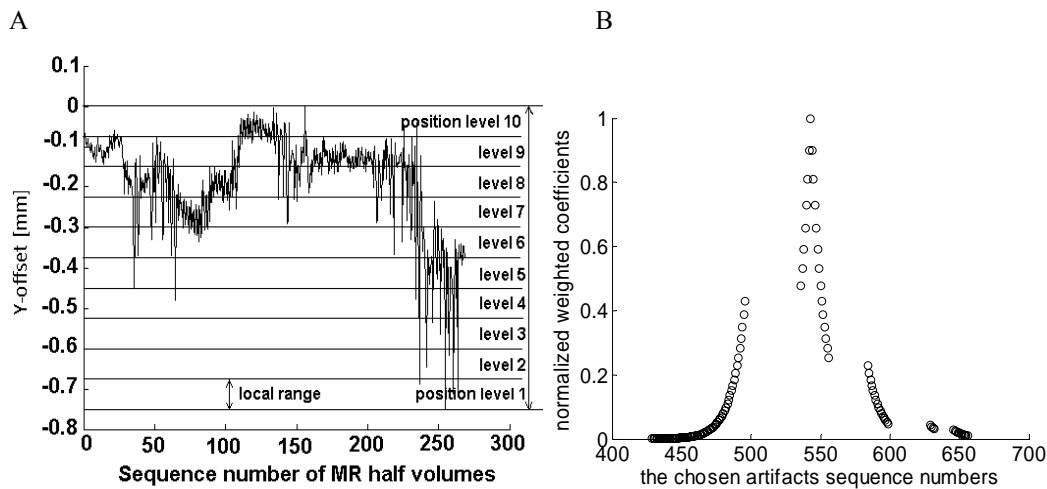 A
B
0.1
0
-0.1
-0.2
-0.3
-0.4
-0.5
-0.6
-0.7
-0.8
Y-offset [mm]
position level 10
level 9
level 8
level 7
level 6
level 5
level 4
level 3
level 2
position level 1
local range
0 50 100 150 200 250 300
Sequence number of MR half volumes
1
0.8
0.6
0.4
0.2
0
normalized weighted coefficients
400 450 500 550 600 650 700
the chosen artifacts sequence numbers